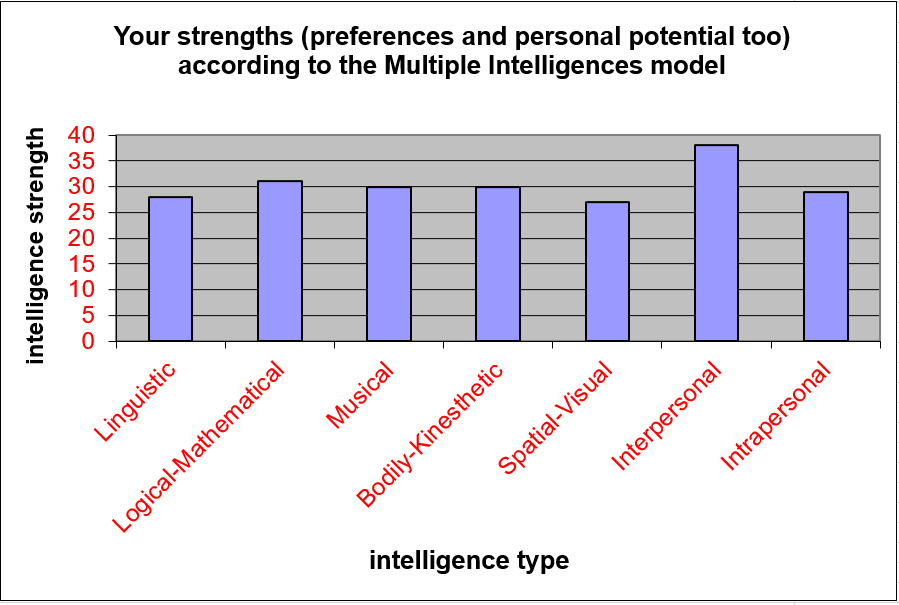 Your strengths (preferences and personal potential too)
according to the Multiple Intelligences model
intelligence strength
40
35
30
25
20
15
10
5
0
Linguistic
Logical-Mathematical
Musical
Bodily-Kinesthetic
Spatial-Visual
Interpersonal
Intrapersonal
intelligence type